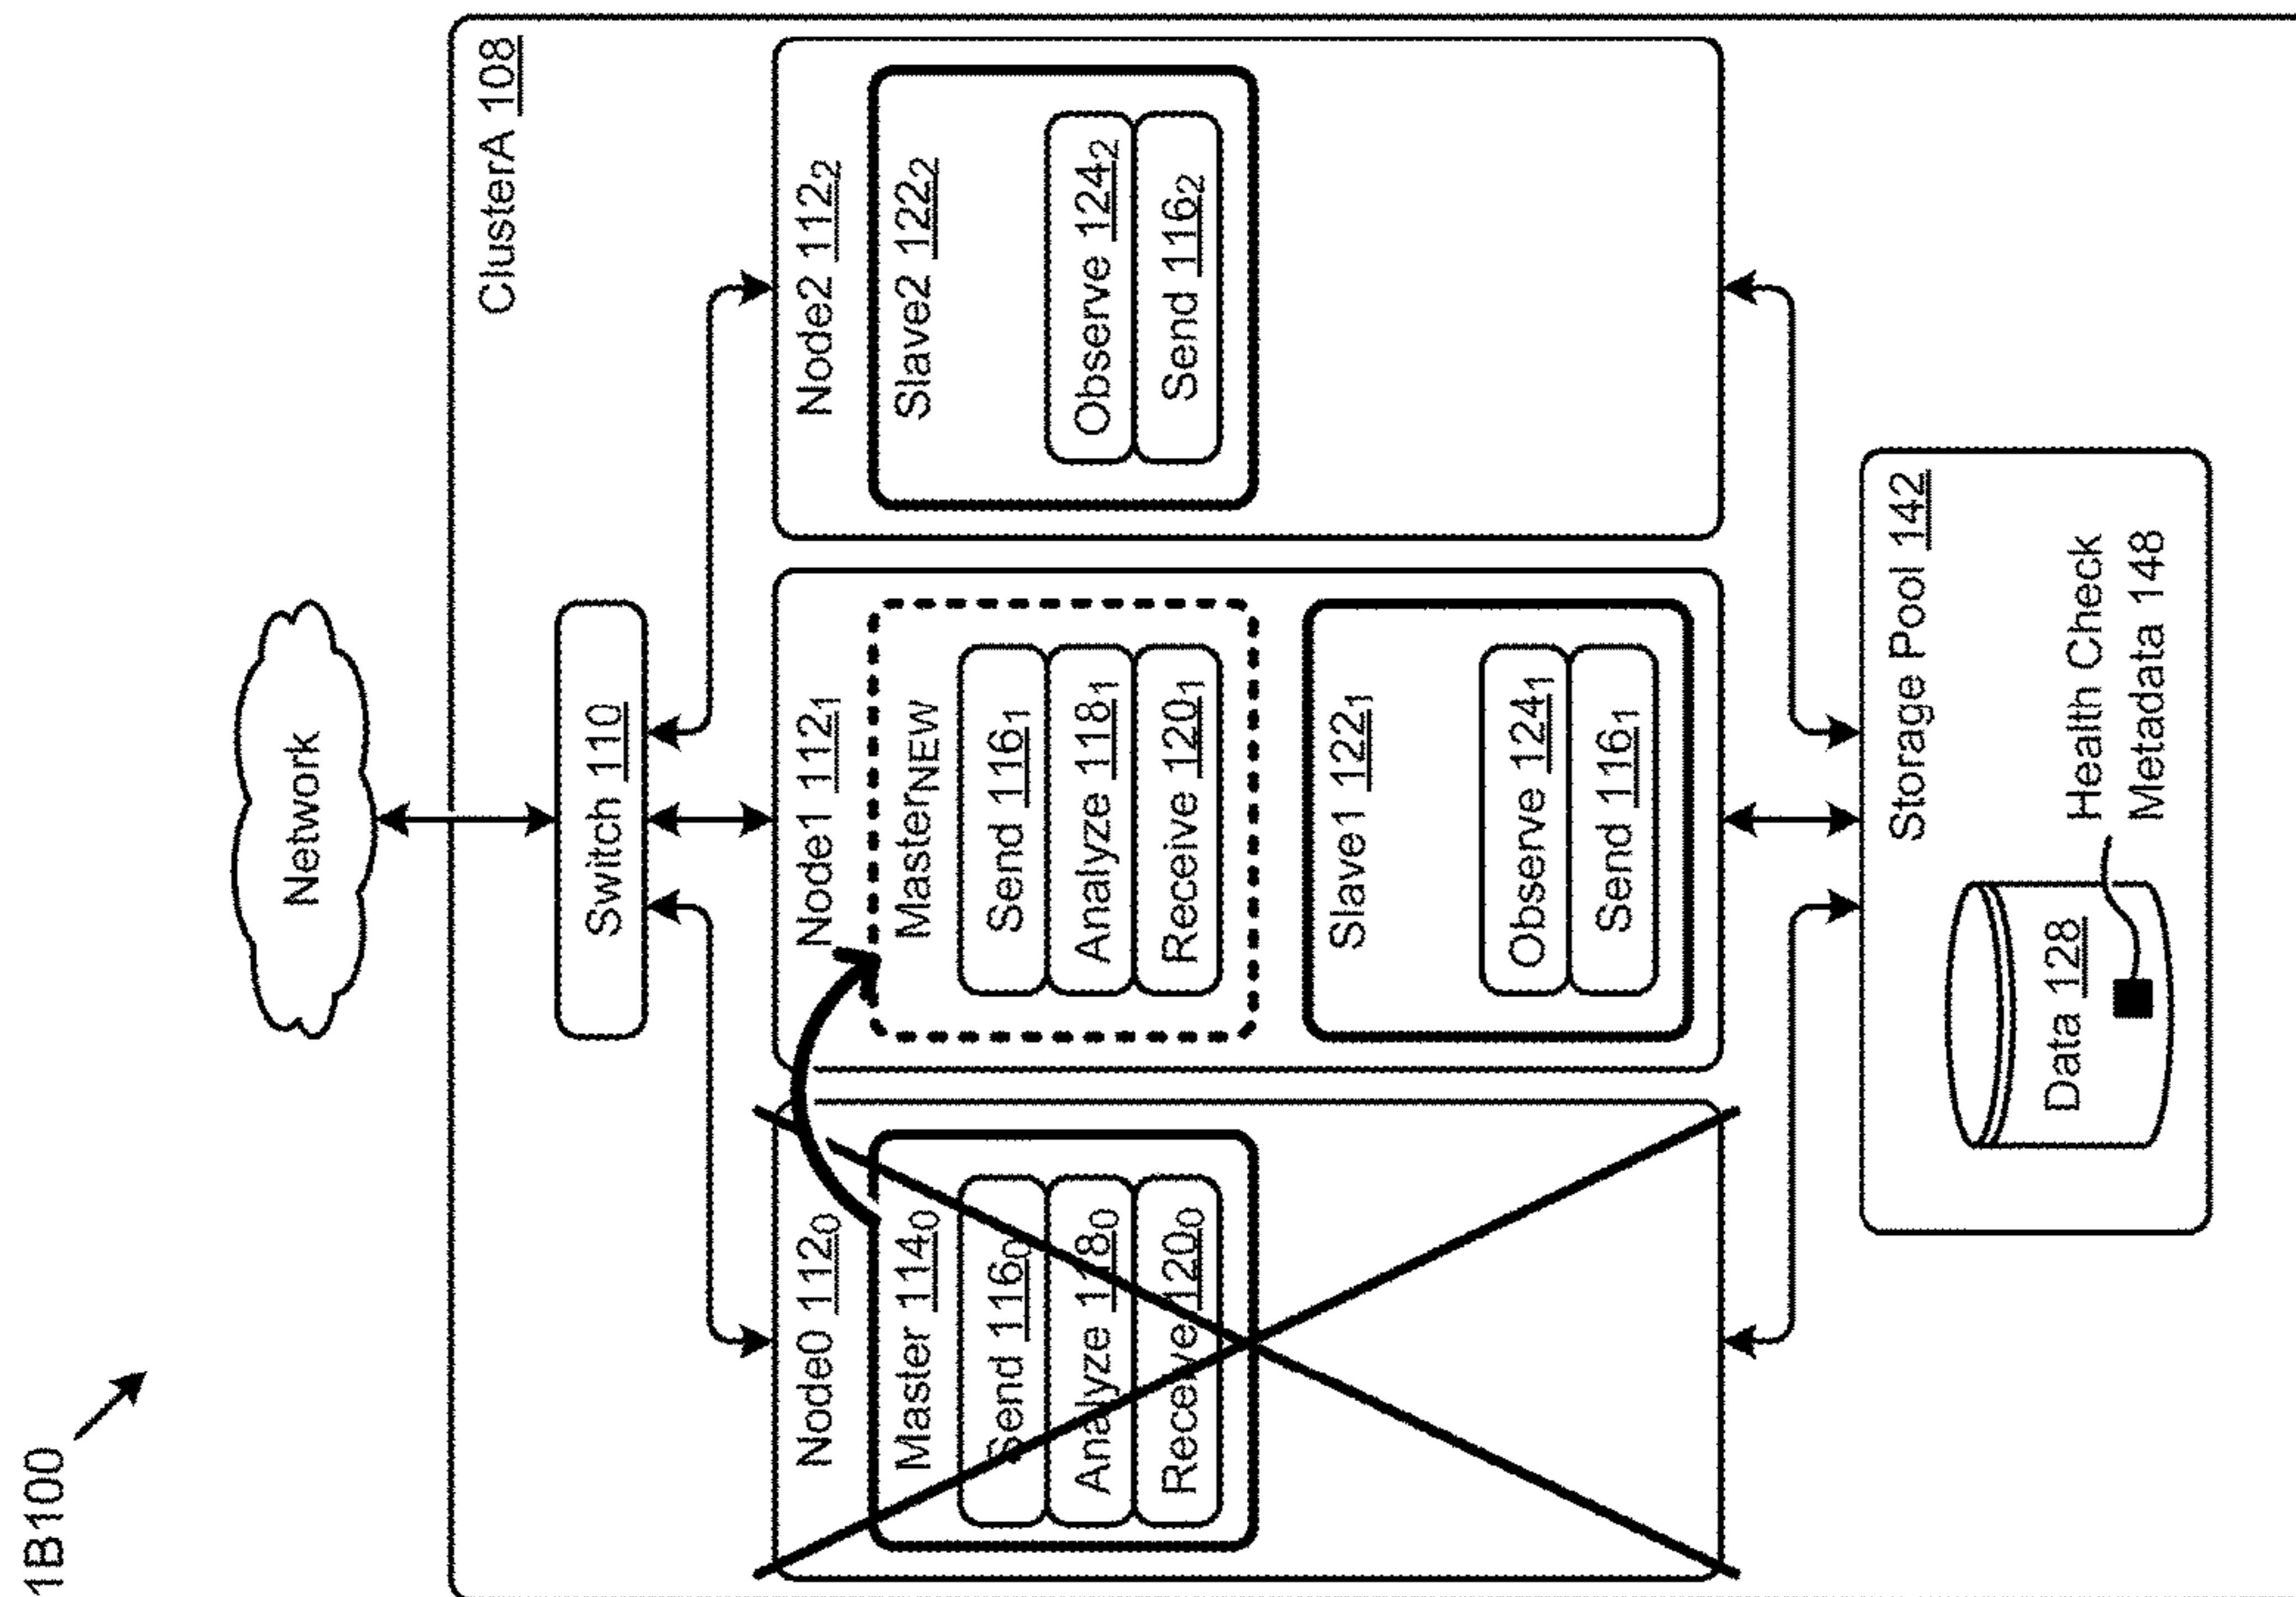 1B100
Network
ClusterA 108
Switch 110
Node0 112₀
Master 114₀
Send 116₀
Analyze 118₀
Receive 120₀
Node1 112₁
Master_NEW
Send 116₁
Analyze 118₁
Receive 120₁
Slave1 122₁
Observe 124₁
Send 116₁
Node2 112₂
Slave2 122₂
Observe 124₂
Send 116₂
Storage Pool 142
Data 128
Health Check
Metadata 148